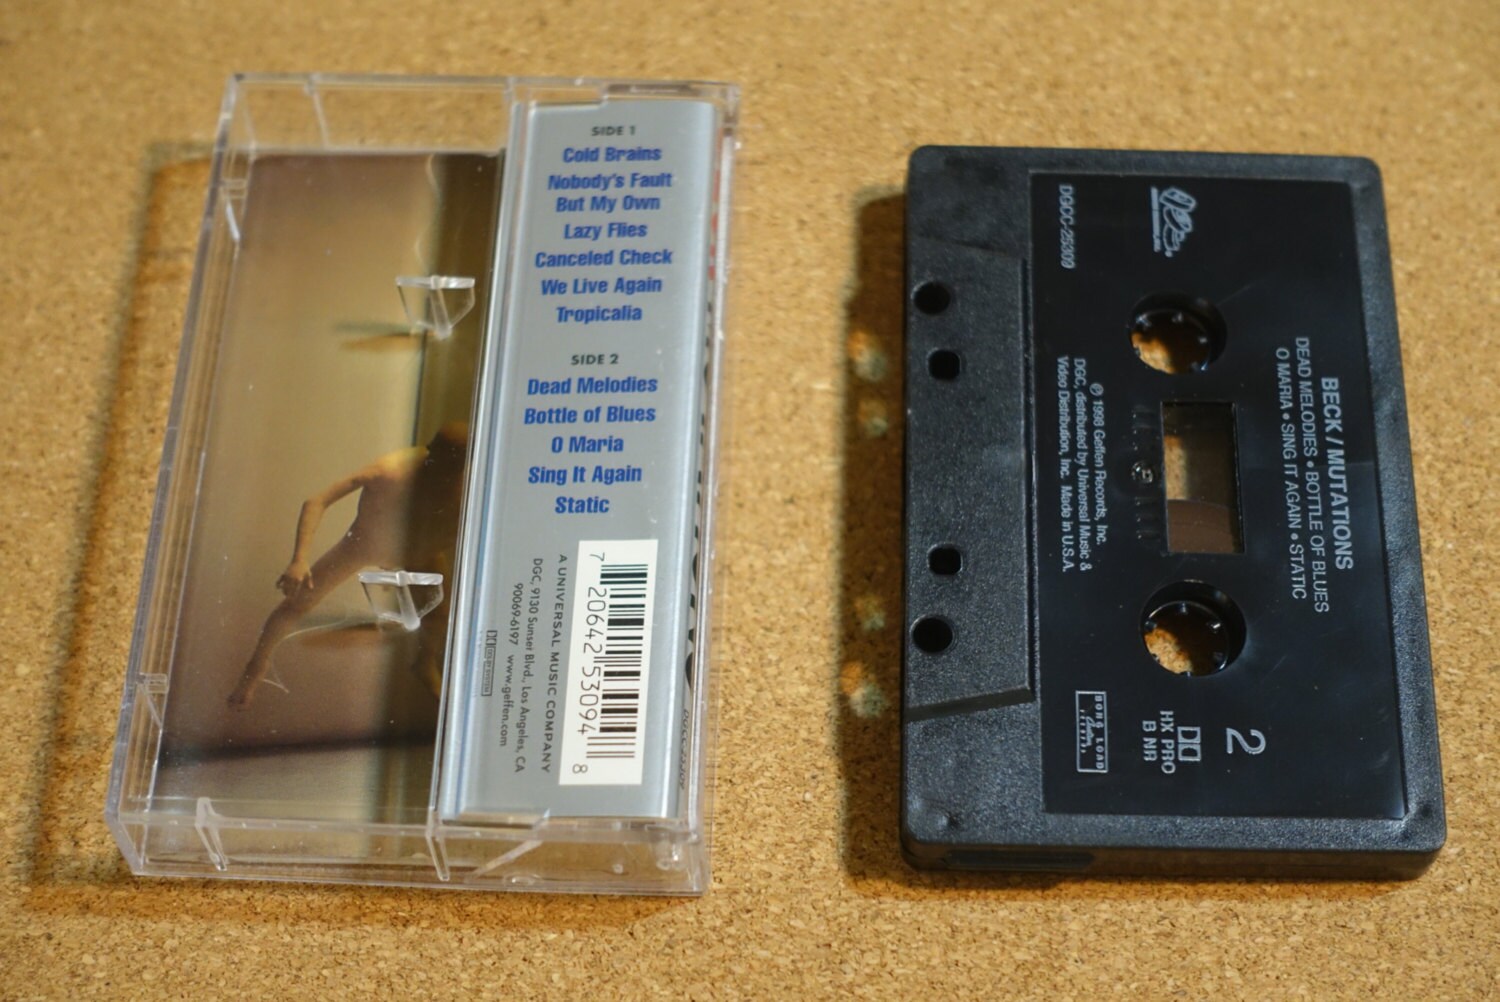 SIDE 1
Cold Brains
Nobody's Fault
But My Own
Lazy Flies
Canceled Check
We Live Again
Tropicalia
SIDE 2
Dead Melodies
Bottle of Blues
O Maria
Sing It Again
Static
7 20642 53094 8
A UNIVERSAL MUSIC COMPANY
DGC, 9130 Sunset Blvd., Los Angeles, CA
90069-6197 www.geffen.com
BECK / MUTATIONS
DEAD MELODIES • BOTTLE OF BLUES
O MARIA • SING IT AGAIN • STATIC
2
HX PRO
B NR
DGCC-25309
℗ 1998 Geffen Records, Inc.
DGC, distributed by Universal Music &
Video Distribution, Inc. Made in U.S.A.
BONG LOAD